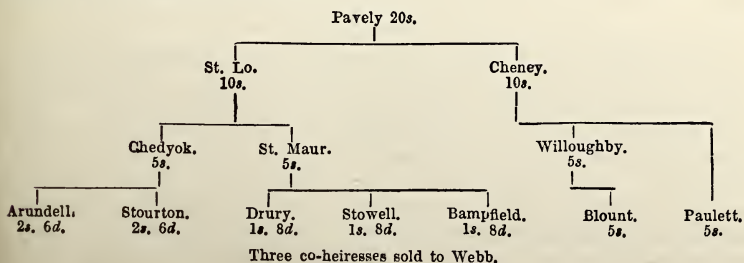 Pavely 20s.
St. Lo. Cheney.
10s. 10s.
Chedyok. St. Maur. Willoughby.
5s. 5s. 5s.
Arundell. Stourton. Drury. Stowell. Bampfield. Blount. Paulett.
2s. 6d. 2s. 6d. 1s. 8d. 1s. 8d. 1s. 8d. 5s. 5s.
Three co-heiresses sold to Webb.